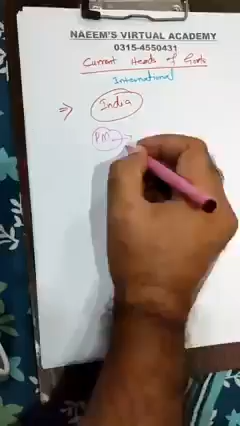 NAEEM'S VIRTUAL ACADEMY
0315-4550431
Current Heads of Govts
International
⇒ India
PM →